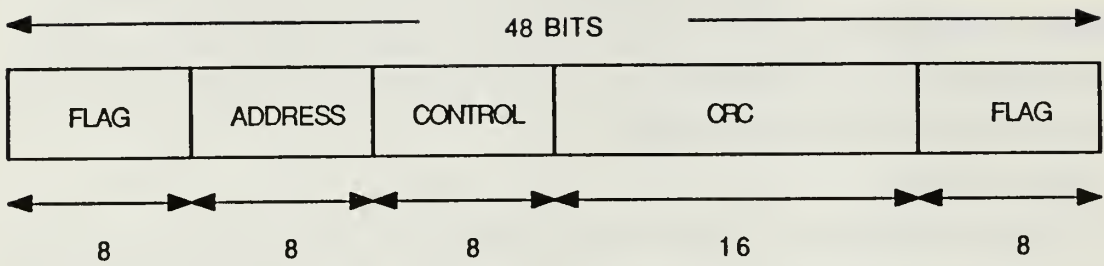 48 BITS
FLAG ADDRESS CONTROL CRC FLAG
8 8 8 16 8